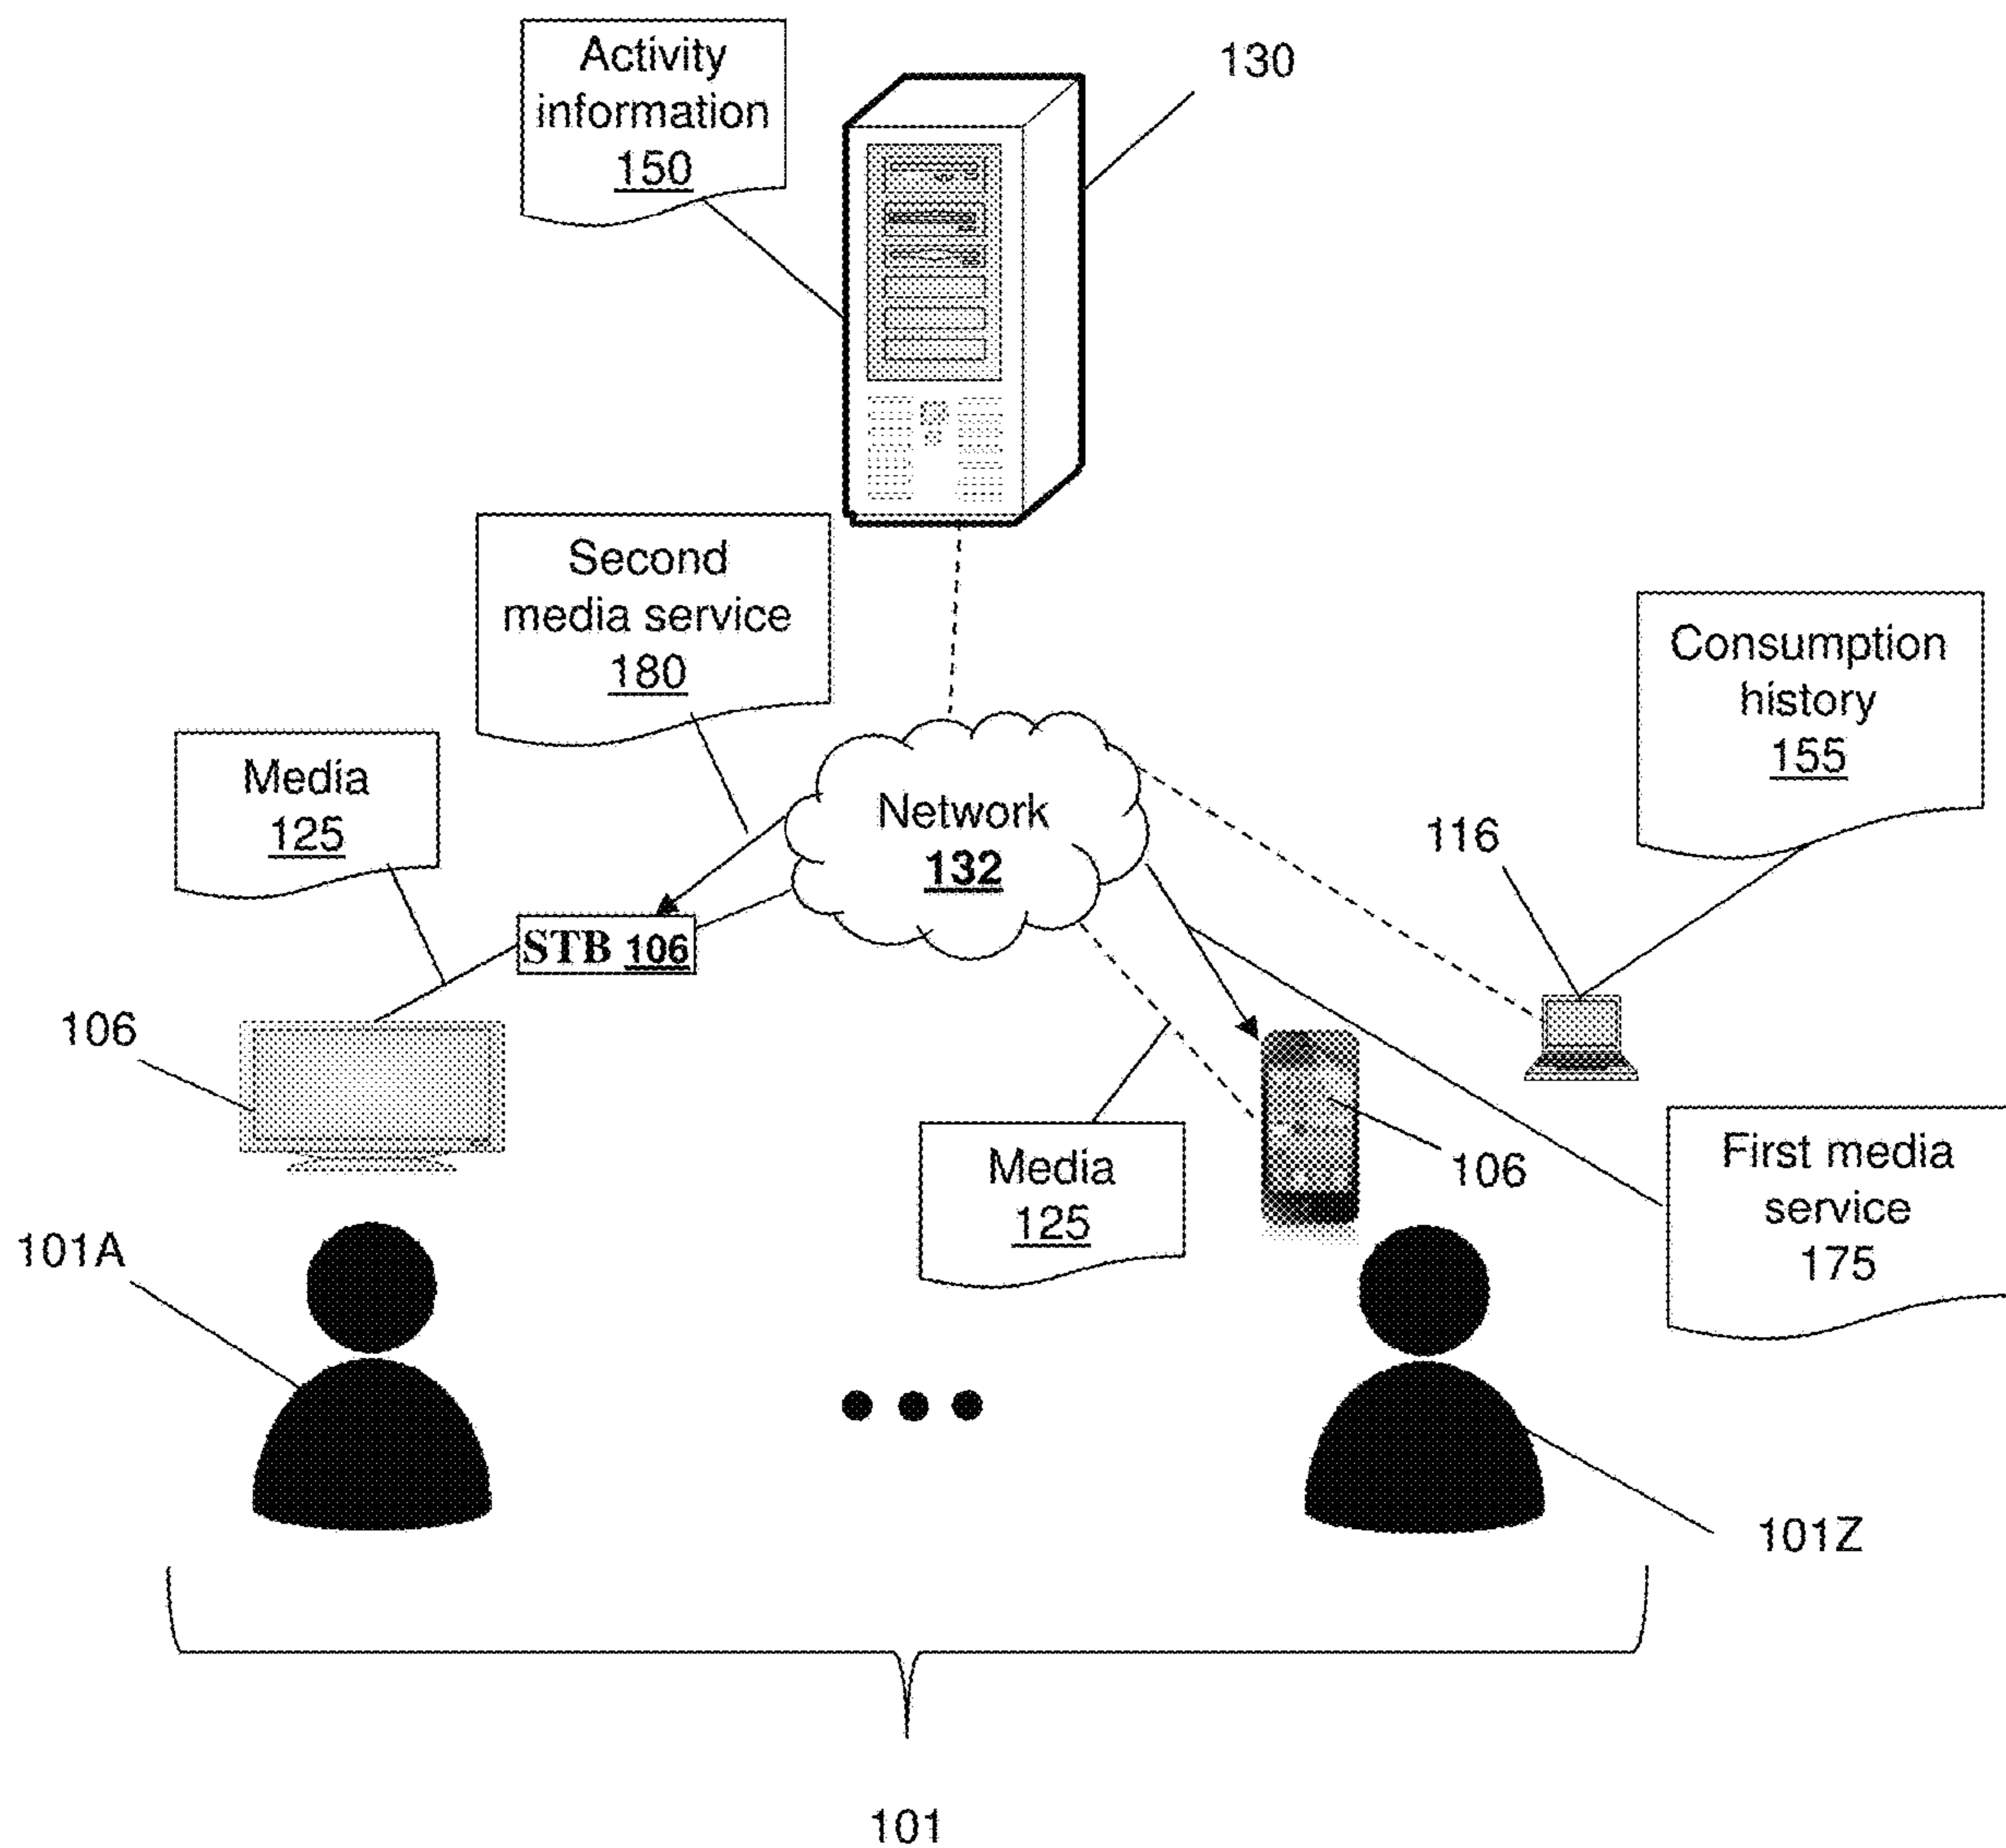 Activity
information
150
130
Second
media service
180
Consumption
history
155
Media
125
Network
132
116
STB 106
106
Media
125
106
First media
service
175
101A
101Z
101